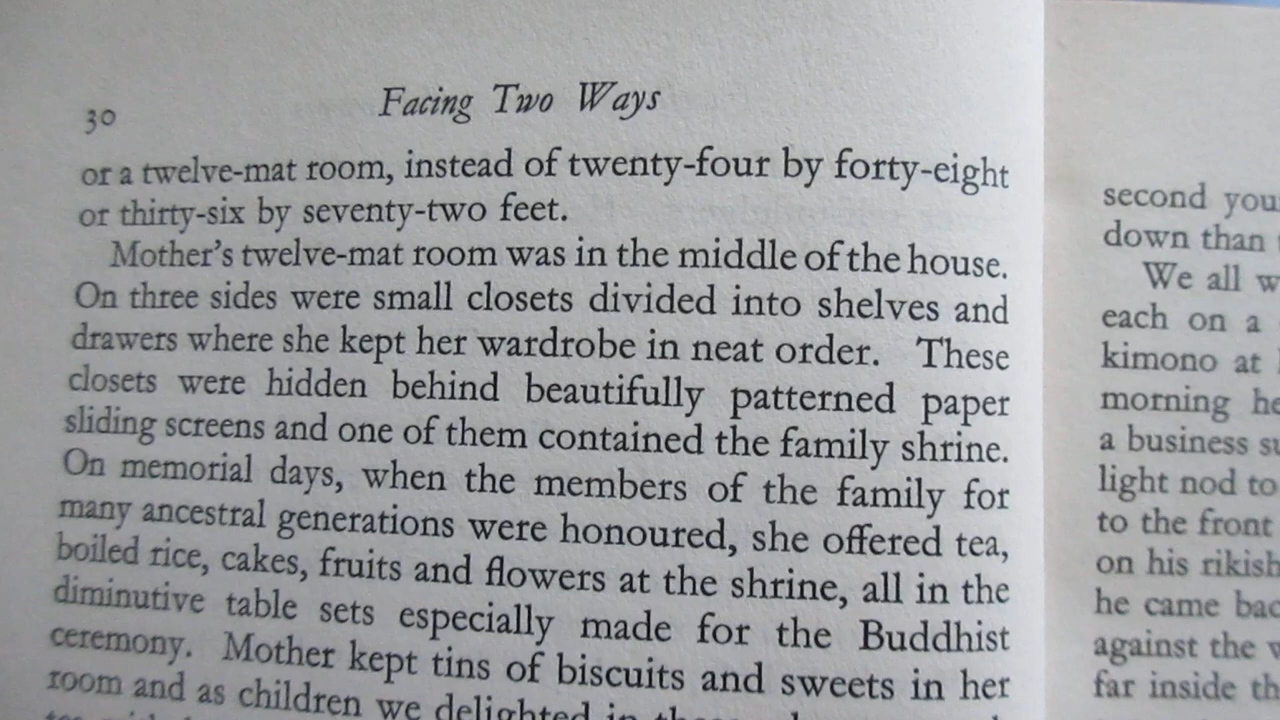 30
Facing Two Ways
or a twelve-mat room, instead of twenty-four by forty-eight
or thirty-six by seventy-two feet.
Mother's twelve-mat room was in the middle of the house.
On three sides were small closets divided into shelves and
drawers where she kept her wardrobe in neat order. These
closets were hidden behind beautifully patterned paper
sliding screens and one of them contained the family shrine.
On memorial days, when the members of the family for
many ancestral generations were honoured, she offered tea,
boiled rice, cakes, fruits and flowers at the shrine, all in the
diminutive table sets especially made for the Buddhist
ceremony. Mother kept tins of biscuits and sweets in her
room and as children we delighted in
second
down than
We all
each on a
kimono at
morning
a business
light nod to
to the front
on his
he came
against the
far inside